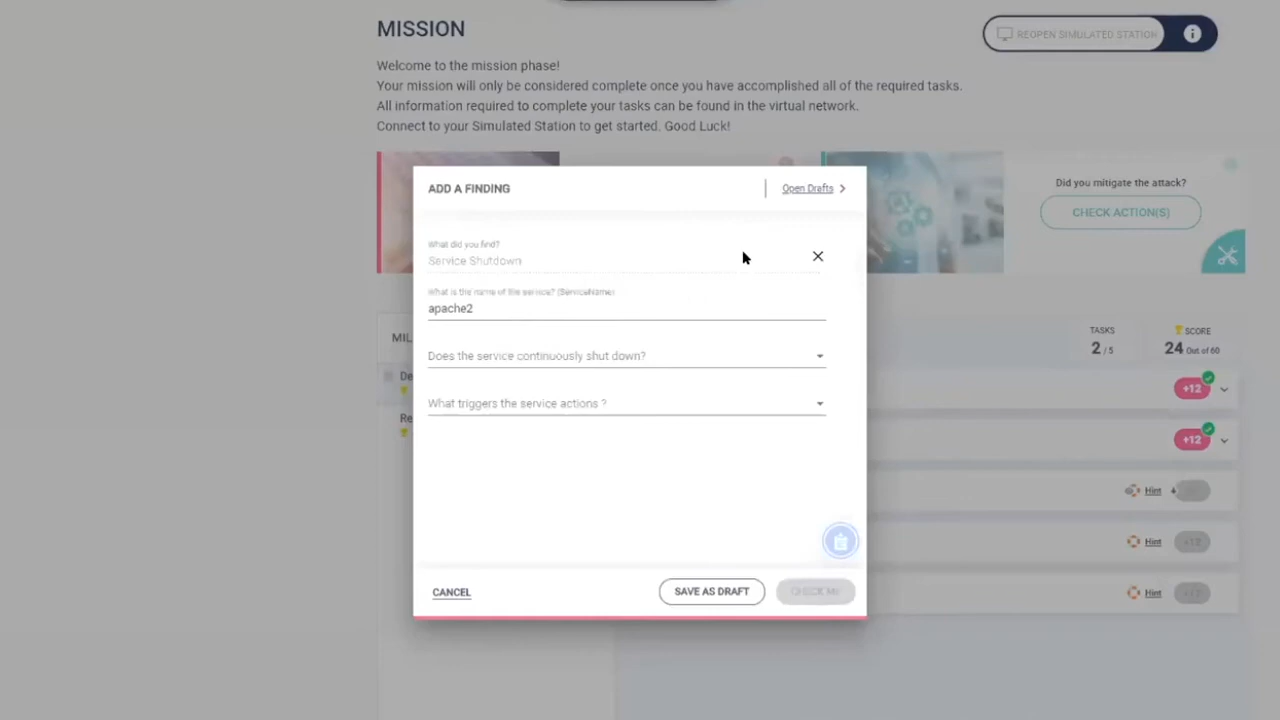 MISSION
REOPEN SIMULATED STATION
Welcome to the mission phase!
Your mission will only be considered complete once you have accomplished all of the required tasks.
All information required to complete your tasks can be found in the virtual network.
Connect to your Simulated Station to get started. Good Luck!
Did you mitigate the attack?
CHECK ACTION(S)
ADD A FINDING
Open Drafts
What did you find?
Service Shutdown
What is the name of the service? (ServiceName)
apache2
Does the service continuously shut down?
What triggers the service actions ?
CANCEL
SAVE AS DRAFT
CHECK ME
MIL
De
Re
TASKS
2 / 5
SCORE
24 Out of 60
+12
+12
Hint
Hint
+12
Hint